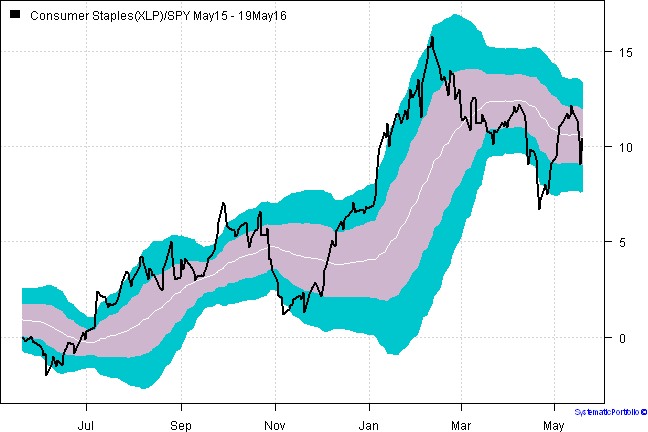 Consumer Staples(XLP)/SPY May15 - 19May16
15
10
5
0
Jul Sep Nov Jan Mar May
SystematicPortfolio ©